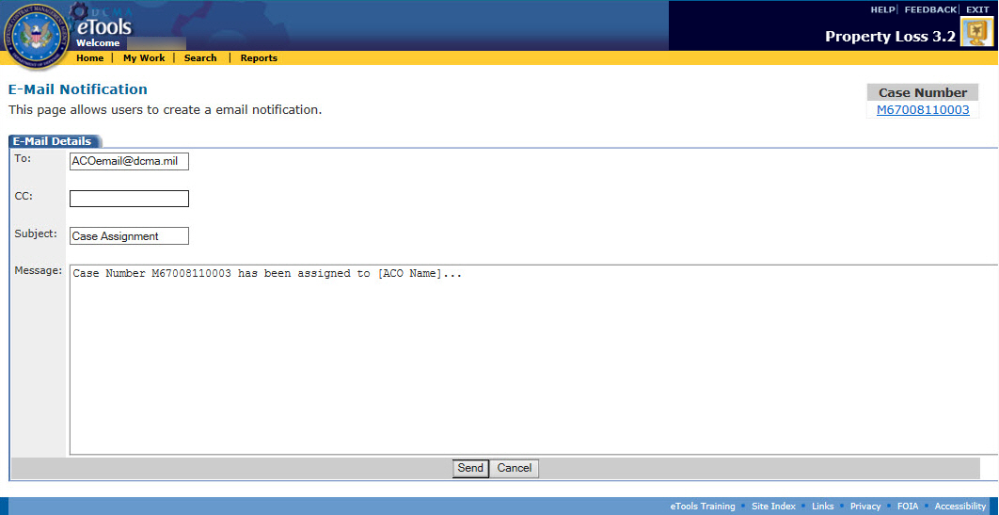 DCMA
HELP | FEEDBACK | EXIT
eTools
Property Loss 3.2
Welcome
Home | My Work | Search | Reports
E-Mail Notification
Case Number
This page allows users to create a email notification.
M67008110003
E-Mail Details
To: ACOemail@dcma.mil
CC:
Subject: Case Assignment
Message: Case Number M67008110003 has been assigned to [ACO Name]...
Send Cancel
eTools Training • Site Index • Links • Privacy • FOIA • Accessibility